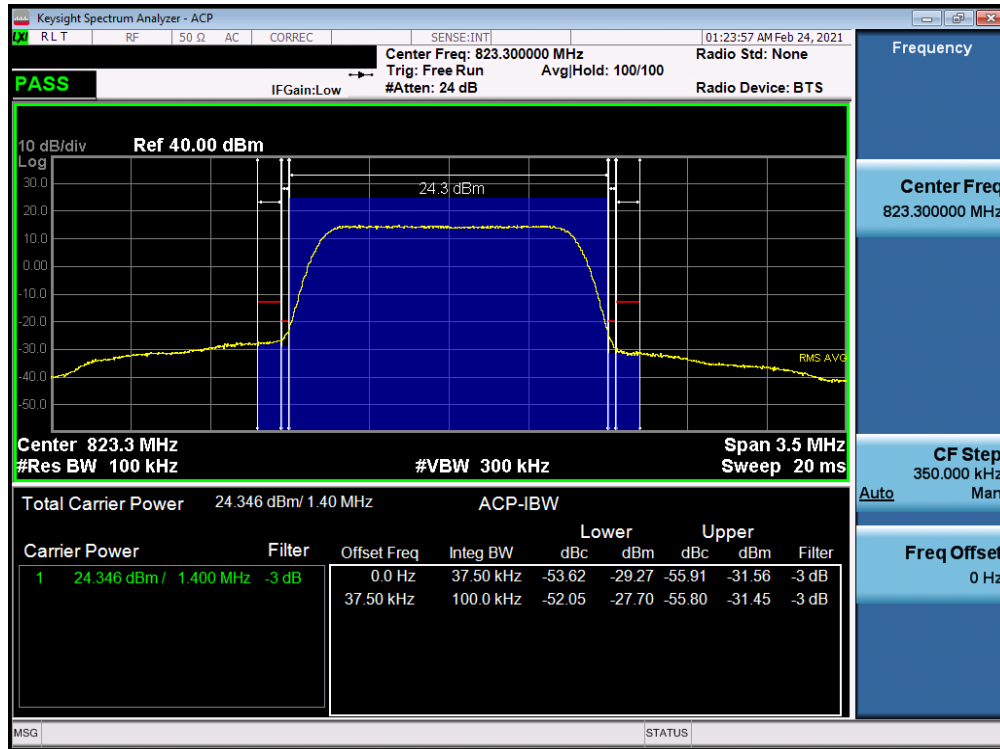 Keysight Spectrum Analyzer - ACP
LXI RLT RF 50 Ω AC CORREC SENSE:INT 01:23:57 AM Feb 24, 2021
Center Freq: 823.300000 MHz Radio Std: None
Trig: Free Run Avg|Hold: 100/100
PASS IFGain:Low #Atten: 24 dB Radio Device: BTS
10 dB/div Ref 40.00 dBm
Log
30.0
24.3 dBm
20.0
10.0
0.00
-10.0
-20.0
-30.0
RMS AVG
-40.0
-50.0
Center 823.3 MHz Span 3.5 MHz
#Res BW 100 kHz #VBW 300 kHz Sweep 20 ms
Total Carrier Power 24.346 dBm/ 1.40 MHz ACP-IBW
Lower Upper
Carrier Power Filter Offset Freq Integ BW dBc dBm dBc dBm Filter
1 24.346 dBm / 1.400 MHz -3 dB 0.0 Hz 37.50 kHz -53.62 -29.27 -55.91 -31.56 -3 dB
37.50 kHz 100.0 kHz -52.05 -27.70 -55.80 -31.45 -3 dB
MSG STATUS
Frequency
Center Freq
823.300000 MHz
CF Step
350.000 kHz
Auto Man
Freq Offset
0 Hz